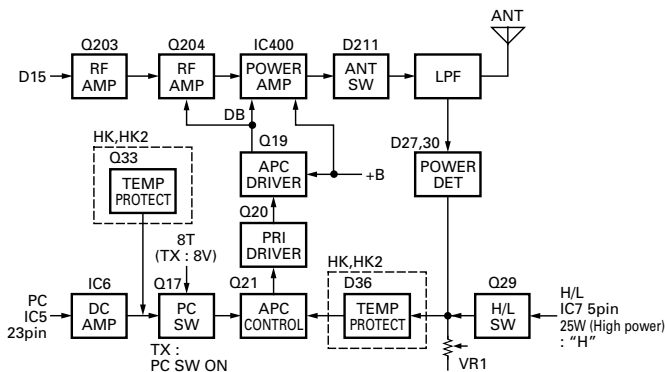 ANT
Q203
Q204
IC400
D211
D15
RF
AMP
RF
AMP
POWER
AMP
ANT
SW
LPF
DB
D27,30
HK,HK2
Q33
Q19
TEMP
PROTECT
APC
DRIVER
+B
POWER
DET
Q20
8T
(TX : 8V)
PRI
DRIVER
HK,HK2
IC6
Q17
Q21
D36
Q29
PC
IC5
23pin
DC
AMP
PC
SW
APC
CONTROL
TEMP
PROTECT
H/L
SW
H/L
IC7 5pin
25W (High power)
: “H”
TX :
PC SW ON
VR1